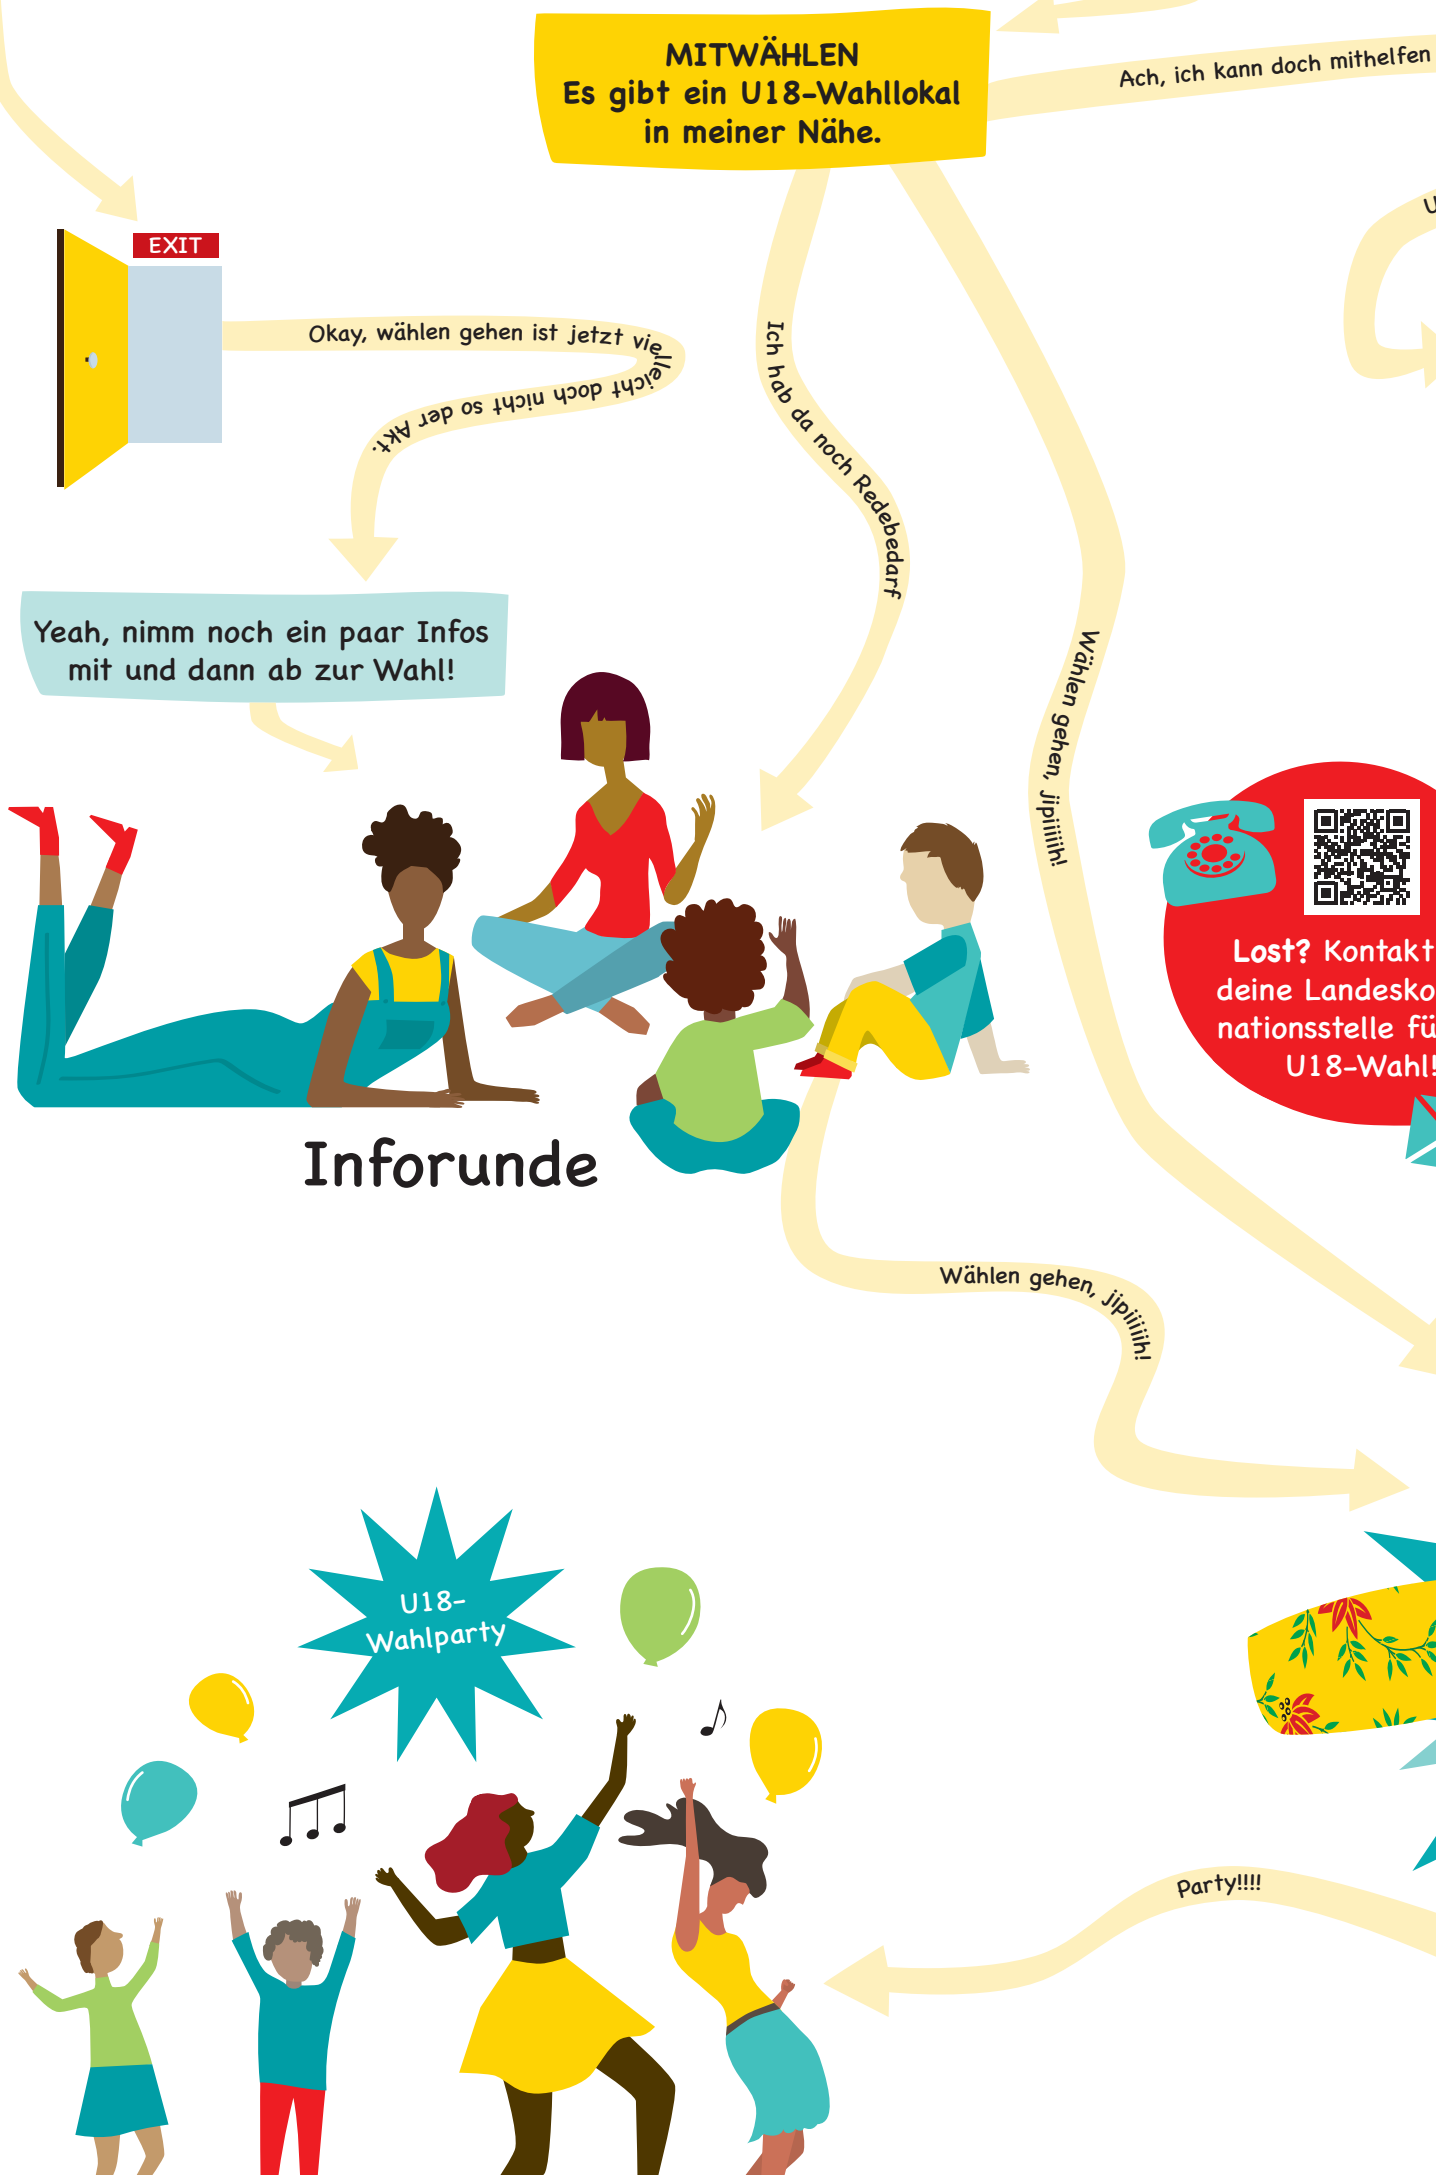 MITWÄHLEN
Es gibt ein U18-Wahllokal
in meiner Nähe.
Ach, ich kann doch mithelfen
EXIT
Okay, wählen gehen ist jetzt vielleicht doch nicht so der Akt.
Ich hab da noch Redebedarf
Yeah, nimm noch ein paar Infos
mit und dann ab zur Wahl!
Wählen gehen, jipiiiiih!
Lost? Kontakt
deine Landesko
nationsstelle fü
U18-Wahl!
Inforunde
Wählen gehen, jipiiiiih!
U18-
Wahlparty
Party!!!!